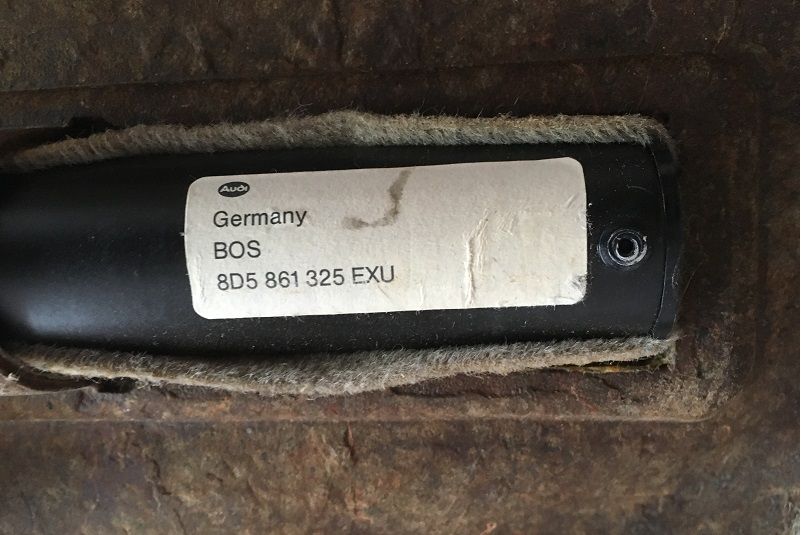 Audi
Germany
BOS
8D5 861 325 EXU